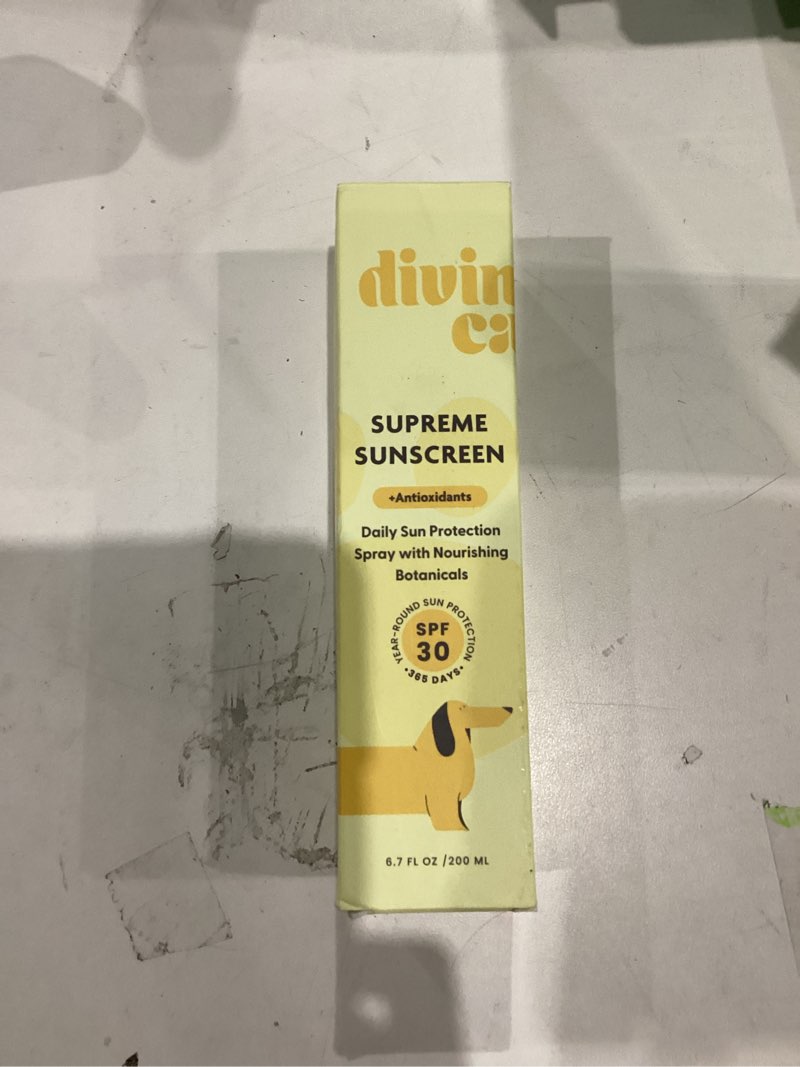 divin
ca
SUPREME
SUNSCREEN
+Antioxidants
Daily Sun Protection
Spray with Nourishing
Botanicals
YEAR-ROUND SUN PROTECTION
SPF
30
•365 DAYS•
6.7 FL OZ /200 ML